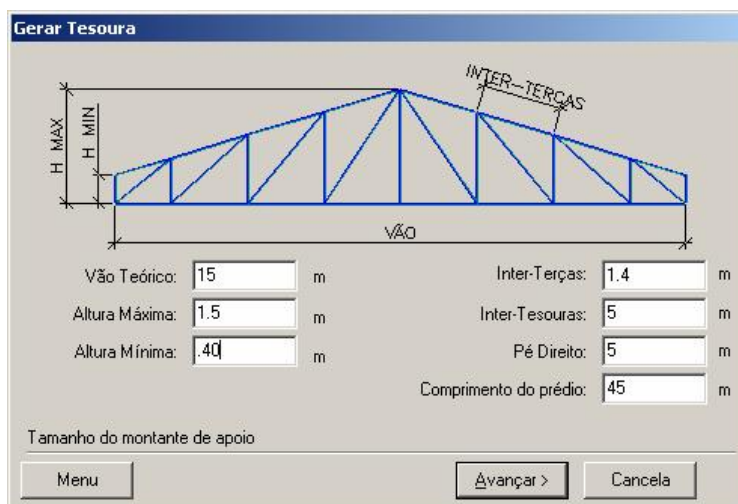 Gerar Tesoura
INTER-TERÇAS
H MAX
H MIN
VÃO
Vão Teórico: 15 m
Inter-Terças: 1.4 m
Altura Máxima: 1.5 m
Inter-Tesouras: 5 m
Altura Mínima: .40 m
Pé Direito: 5 m
Comprimento do prédio: 45 m
Tamanho do montante de apoio
Menu
Avançar >
Cancela